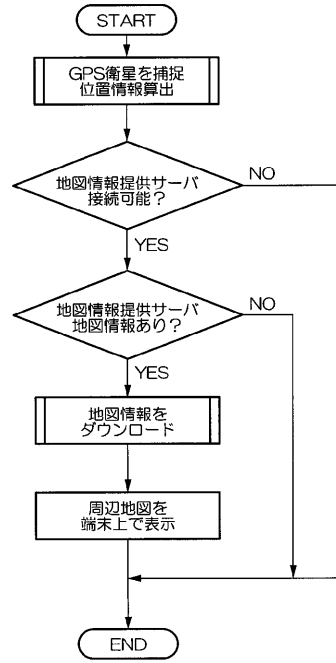 START
GPS衛星を捕捉
位置情報算出
地図情報提供サーバ
接続可能？
NO
YES
地図情報提供サーバ
地図情報あり？
NO
YES
地図情報を
ダウンロード
周辺地図を
端末上で表示
END